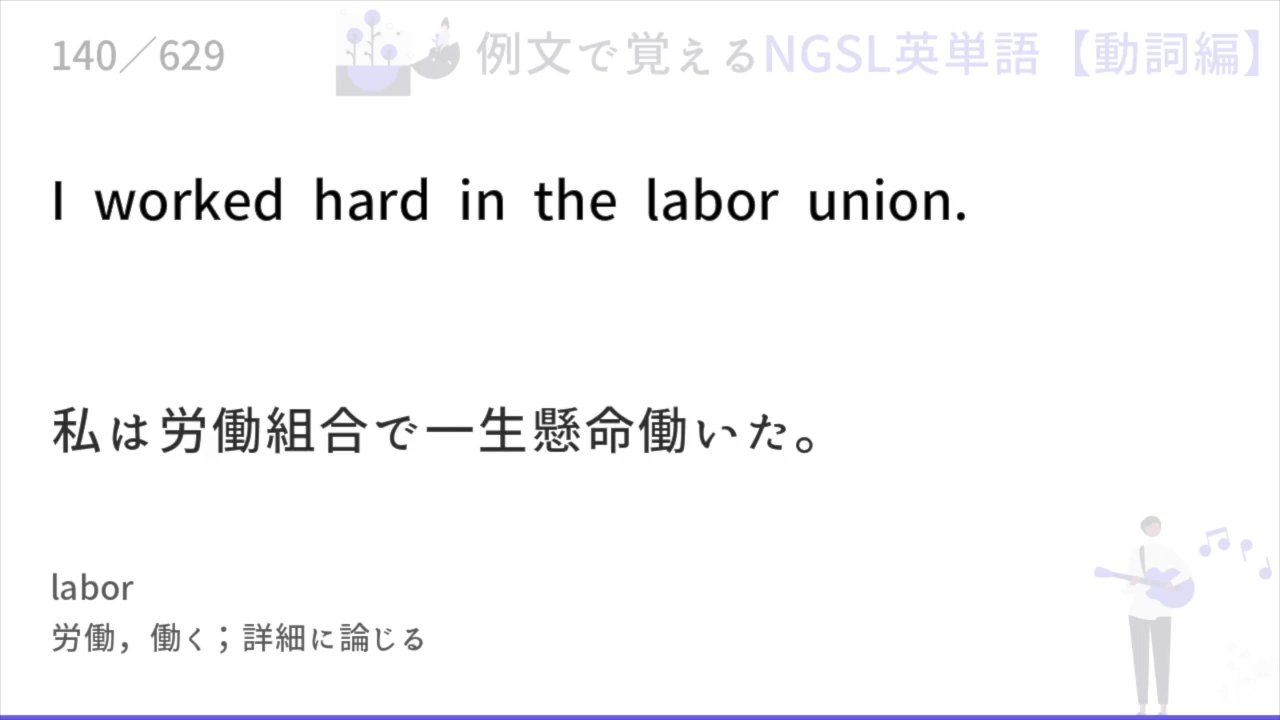 140／629
例文で覚えるNGSL英単語【動詞編】
I worked hard in the labor union.
私は労働組合で一生懸命働いた。
labor
労働，働く；詳細に論じる